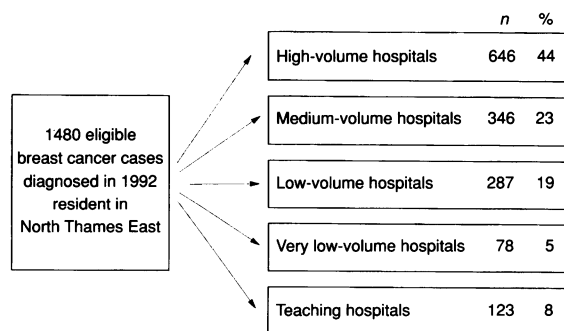 n %
High-volume hospitals 646 44
1480 eligible
breast cancer cases
diagnosed in 1992
resident in
North Thames East
Medium-volume hospitals 346 23
Low-volume hospitals 287 19
Very low-volume hospitals 78 5
Teaching hospitals 123 8